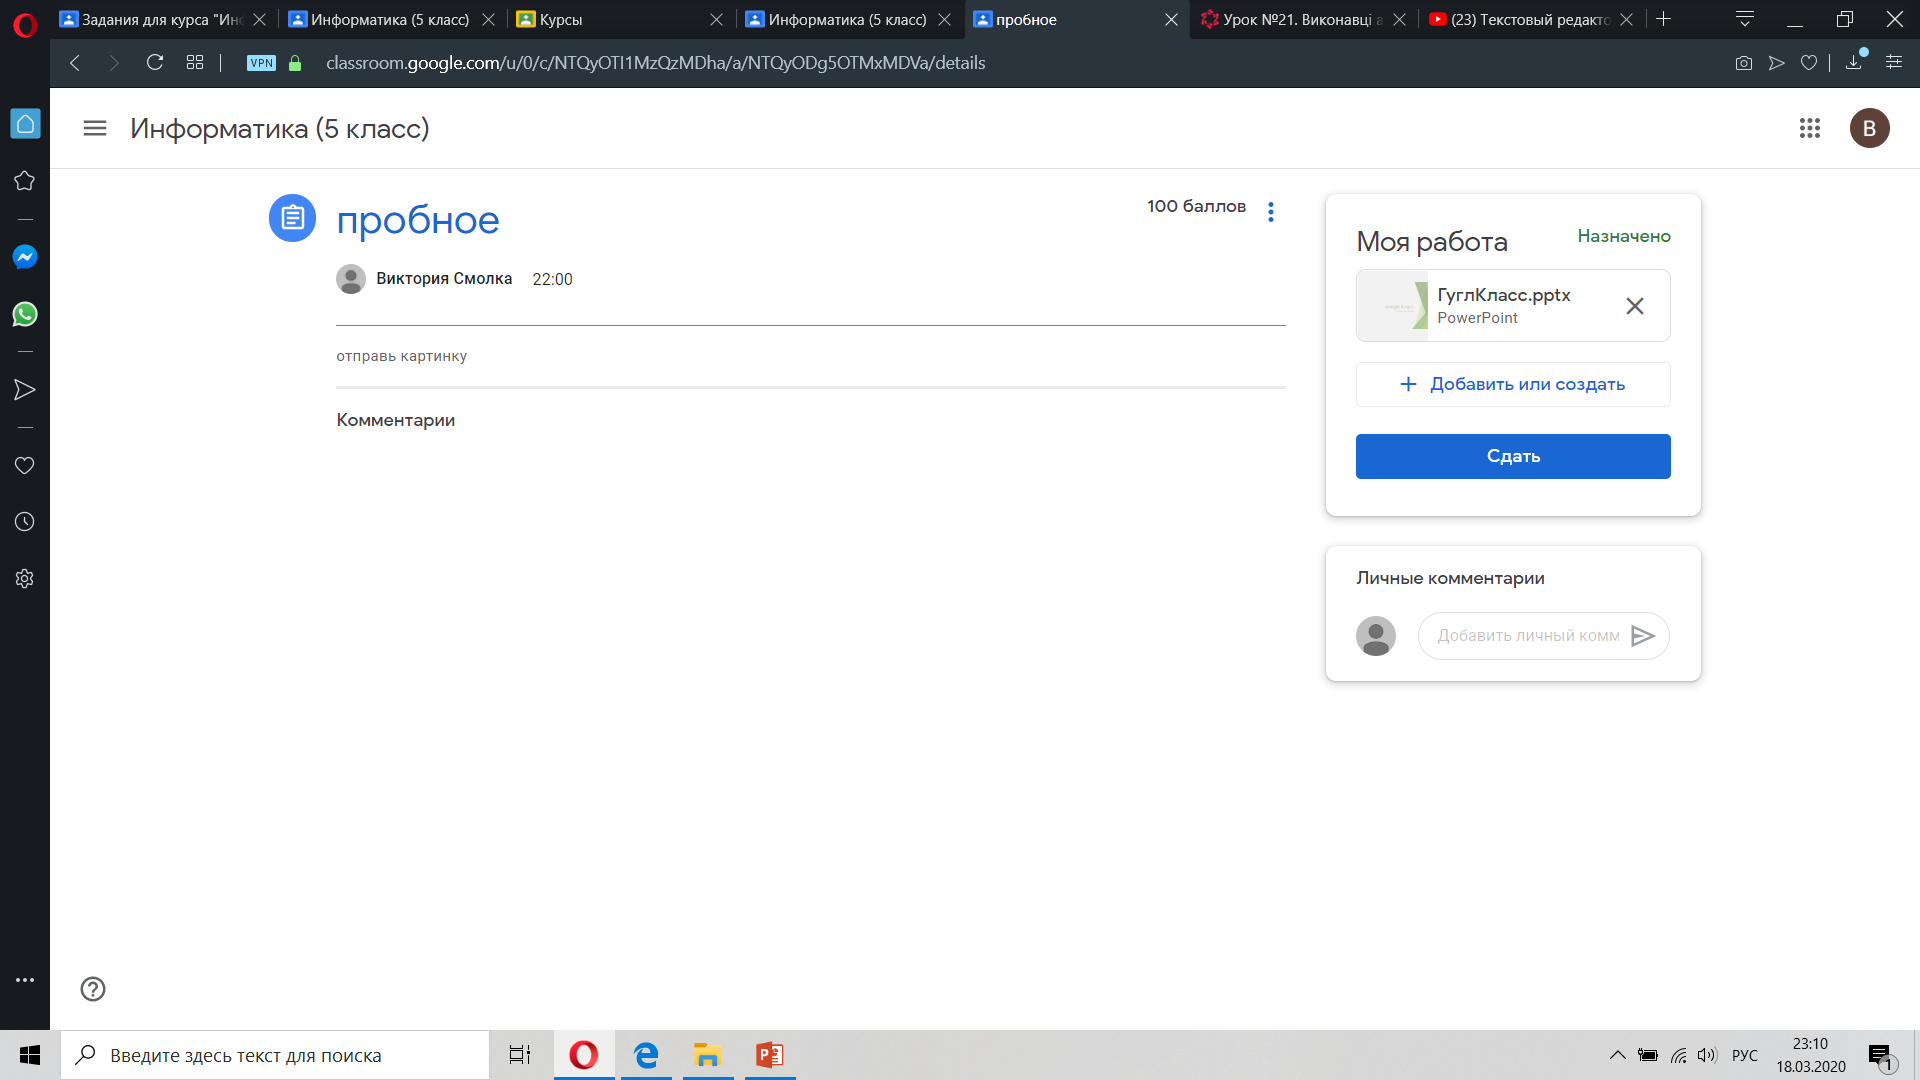 Задания для курса "Инф
Информатика (5 класс)
Курсы
Информатика (5 класс)
пробное
Урок №21. Виконавці а
(23) Текстовый редакто
VPN
classroom.google.com/u/0/c/NTQyOTI1MzQzMDha/a/NTQyODg5OTMxMDVa/details
Информатика (5 класс)
B
пробное
100 баллов
Виктория Смолка 22:00
отправь картинку
Комментарии
Моя работа
Назначено
ГуглКласс.pptx
PowerPoint
Добавить или создать
Сдать
Личные комментарии
Добавить личный комм
Введите здесь текст для поиска
РУС
23:10
18.03.2020
1